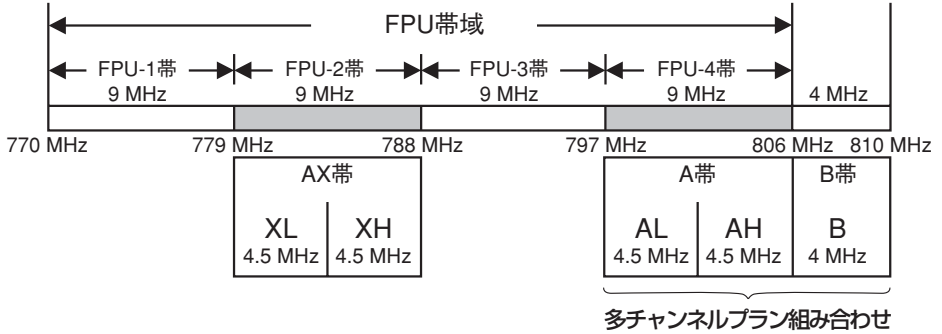 FPU帯域
FPU-1帯 FPU-2帯 FPU-3帯 FPU-4帯
9 MHz 9 MHz 9 MHz 9 MHz 4 MHz
770 MHz 779 MHz 788 MHz 797 MHz 806 MHz 810 MHz
AX帯 A帯 B帯
XL XH AL AH B
4.5 MHz 4.5 MHz 4.5 MHz 4.5 MHz 4 MHz
多チャンネルプラン組み合わせ